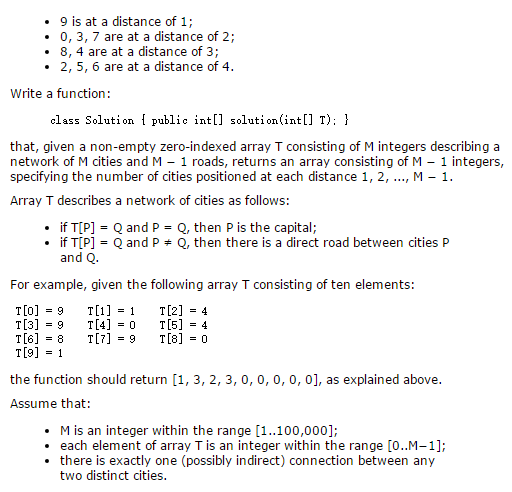 • 9 is at a distance of 1;
• 0, 3, 7 are at a distance of 2;
• 8, 4 are at a distance of 3;
• 2, 5, 6 are at a distance of 4.
Write a function:
class Solution { public int[] solution(int[] T); }
that, given a non-empty zero-indexed array T consisting of M integers describing a
network of M cities and M − 1 roads, returns an array consisting of M − 1 integers,
specifying the number of cities positioned at each distance 1, 2, ..., M − 1.
Array T describes a network of cities as follows:
• if T[P] = Q and P = Q, then P is the capital;
• if T[P] = Q and P ≠ Q, then there is a direct road between cities P
and Q.
For example, given the following array T consisting of ten elements:
T[0] = 9 T[1] = 1 T[2] = 4
T[3] = 9 T[4] = 0 T[5] = 4
T[6] = 8 T[7] = 9 T[8] = 0
T[9] = 1
the function should return [1, 3, 2, 3, 0, 0, 0, 0, 0], as explained above.
Assume that:
• M is an integer within the range [1..100,000];
• each element of array T is an integer within the range [0..M−1];
• there is exactly one (possibly indirect) connection between any
two distinct cities.